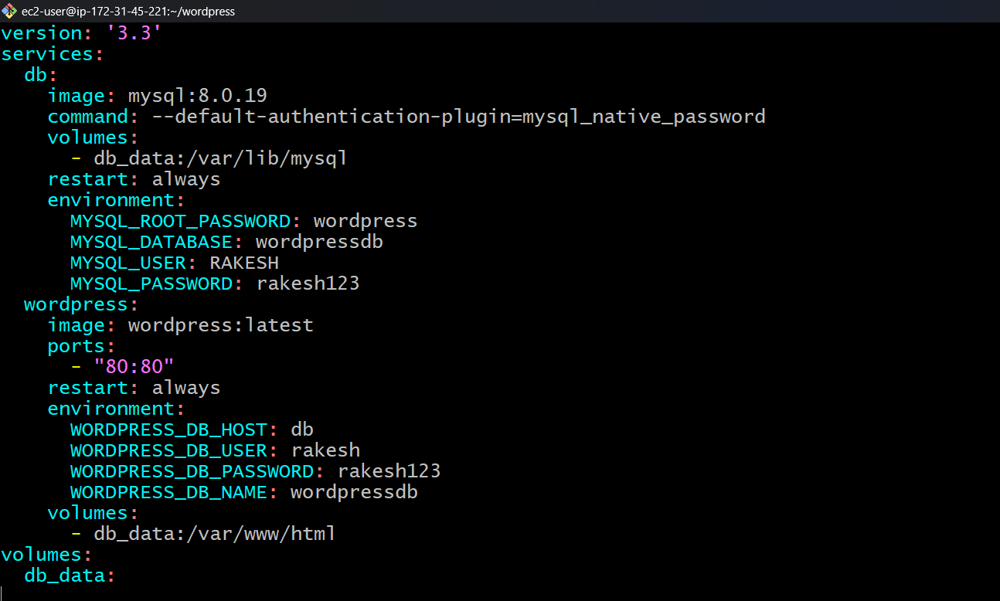 ec2-user@ip-172-31-45-221:~/wordpress
version: '3.3'
services:
  db:
    image: mysql:8.0.19
    command: --default-authentication-plugin=mysql_native_password
    volumes:
      - db_data:/var/lib/mysql
    restart: always
    environment:
      MYSQL_ROOT_PASSWORD: wordpress
      MYSQL_DATABASE: wordpressdb
      MYSQL_USER: RAKESH
      MYSQL_PASSWORD: rakesh123
  wordpress:
    image: wordpress:latest
    ports:
      - "80:80"
    restart: always
    environment:
      WORDPRESS_DB_HOST: db
      WORDPRESS_DB_USER: rakesh
      WORDPRESS_DB_PASSWORD: rakesh123
      WORDPRESS_DB_NAME: wordpressdb
    volumes:
      - db_data:/var/www/html
volumes:
  db_data: